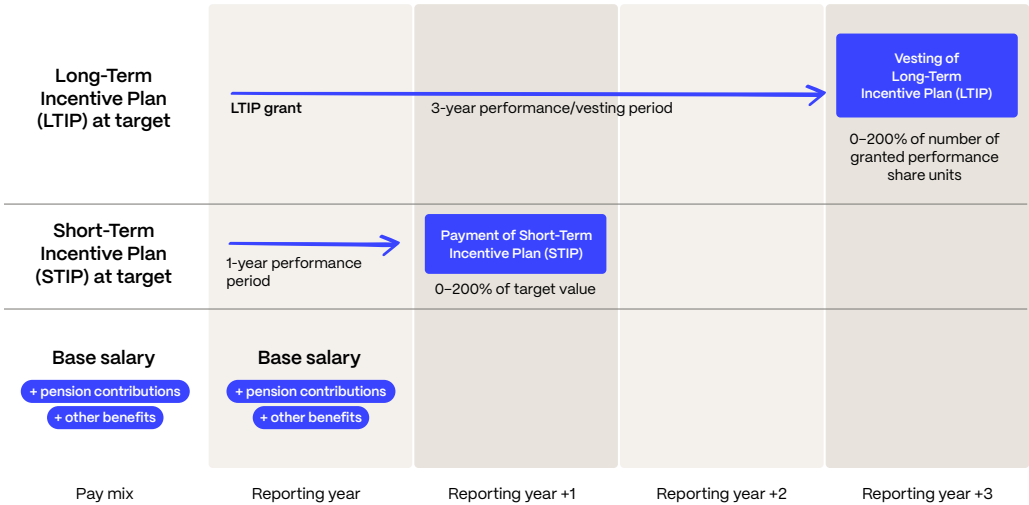 Long-Term
Incentive Plan
(LTIP) at target
LTIP grant
3-year performance/vesting period
Vesting of
Long-Term
Incentive Plan (LTIP)
0–200% of number of
granted performance
share units
Short-Term
Incentive Plan
(STIP) at target
1-year performance
period
Payment of Short-Term
Incentive Plan (STIP)
0–200% of target value
Base salary
+ pension contributions
+ other benefits
Base salary
+ pension contributions
+ other benefits
Pay mix
Reporting year
Reporting year +1
Reporting year +2
Reporting year +3